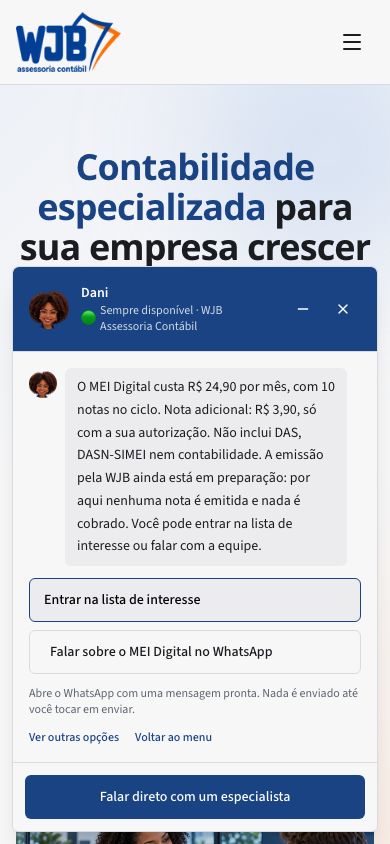 WJB
assessoria contábil
Contabilidade
especializada para
sua empresa crescer
Dani
Sempre disponível · WJB
Assessoria Contábil
O MEI Digital custa R$ 24,90 por mês, com 10
notas no ciclo. Nota adicional: R$ 3,90, só
com a sua autorização. Não inclui DAS,
DASN-SIMEI nem contabilidade. A emissão
pela WJB ainda está em preparação: por
aqui nenhuma nota é emitida e nada é
cobrado. Você pode entrar na lista de
interesse ou falar com a equipe.
Entrar na lista de interesse
Falar sobre o MEI Digital no WhatsApp
Abre o WhatsApp com uma mensagem pronta. Nada é enviado até
você tocar em enviar.
Ver outras opções Voltar ao menu
Falar direto com um especialista